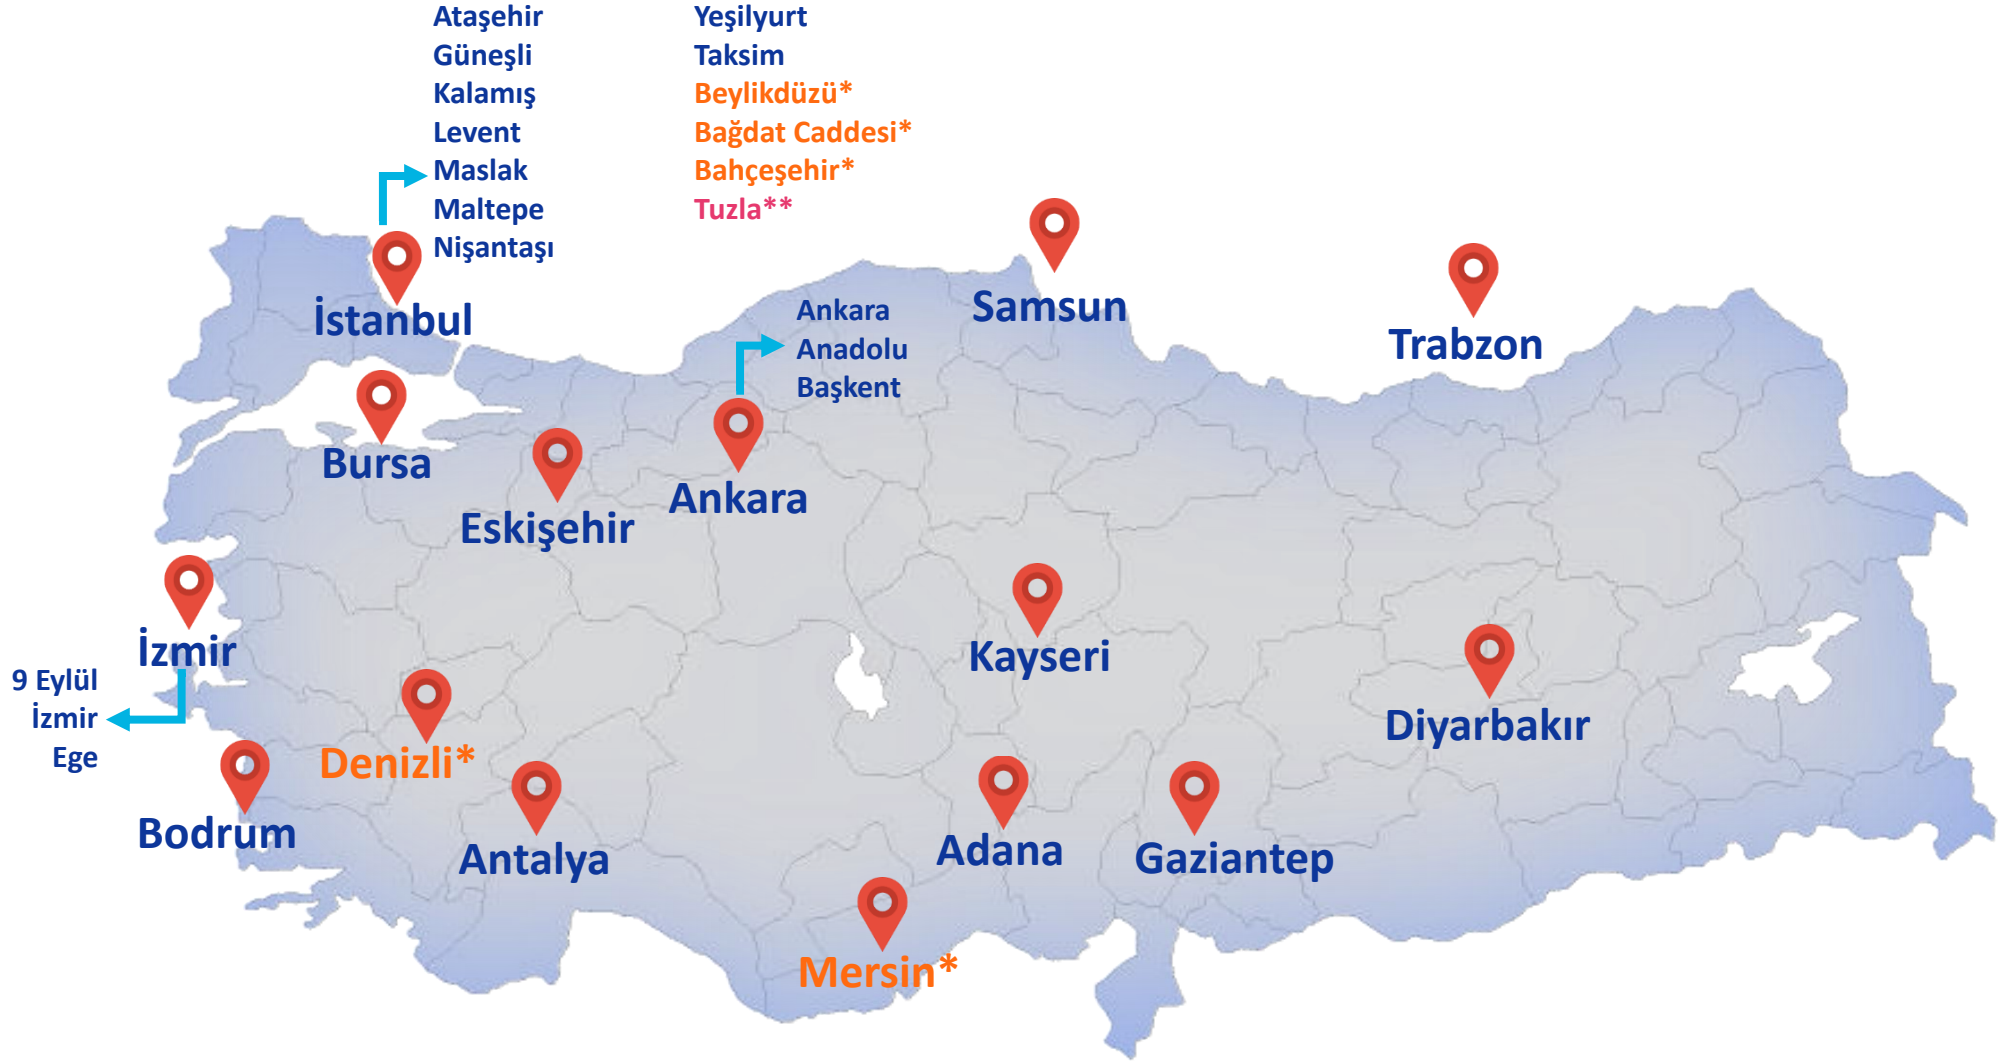 Ataşehir
Güneşli
Kalamış
Levent
Maslak
Maltepe
Nişantaşı
Yeşilyurt
Taksim
Beylikdüzü*
Bağdat Caddesi*
Bahçeşehir*
Tuzla**
İstanbul
Samsun
Trabzon
Ankara
Anadolu
Başkent
Bursa
Eskişehir
Ankara
İzmir
9 Eylül
İzmir
Ege
Kayseri
Diyarbakır
Denizli*
Bodrum
Antalya
Adana
Gaziantep
Mersin*